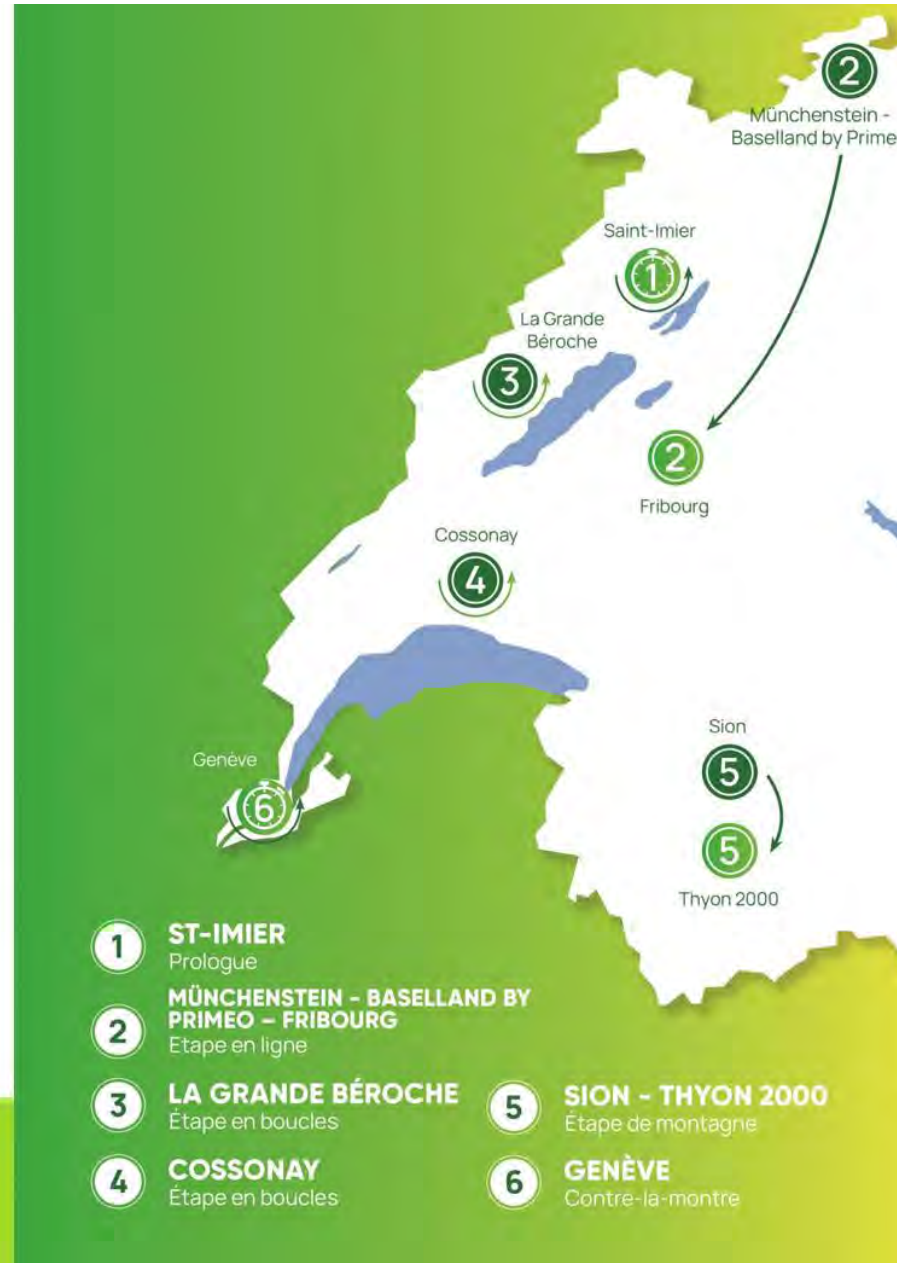 2
Münchenstein -
Baselland by Prime
Saint-Imier
1
La Grande
Béroche
3
2
Fribourg
Cossonay
4
Sion
5
Genève
6
5
Thyon 2000
1
ST-IMIER
Prologue
2
MÜNCHENSTEIN - BASELLAND BY
PRIMEO – FRIBOURG
Etape en ligne
3
LA GRANDE BÉROCHE
Étape en boucles
4
COSSONAY
Étape en boucles
5
SION - THYON 2000
Étape de montagne
6
GENÈVE
Contre-la-montre